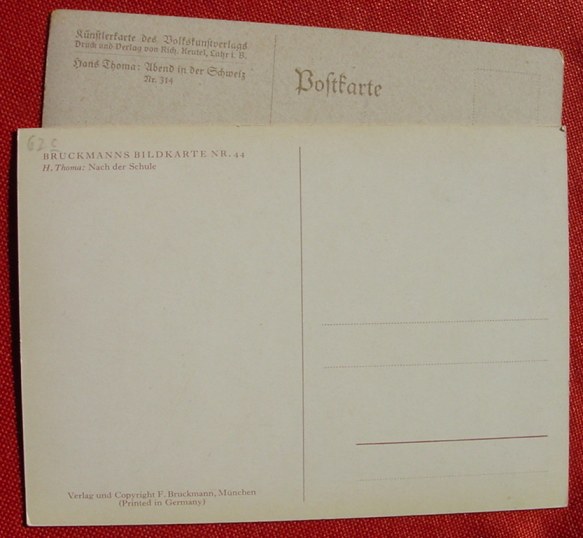 Künstlerkarte des Volkskunstverlags
Druck und Verlag von Rich. Keutel, Lahr i. B.
Hans Thoma: Abend in der Schweiz
Nr. 314
Postkarte
62 c
BRUCKMANNS BILDKARTE NR. 44
H. Thoma: Nach der Schule
Verlag und Copyright F. Bruckmann, München
(Printed in Germany)